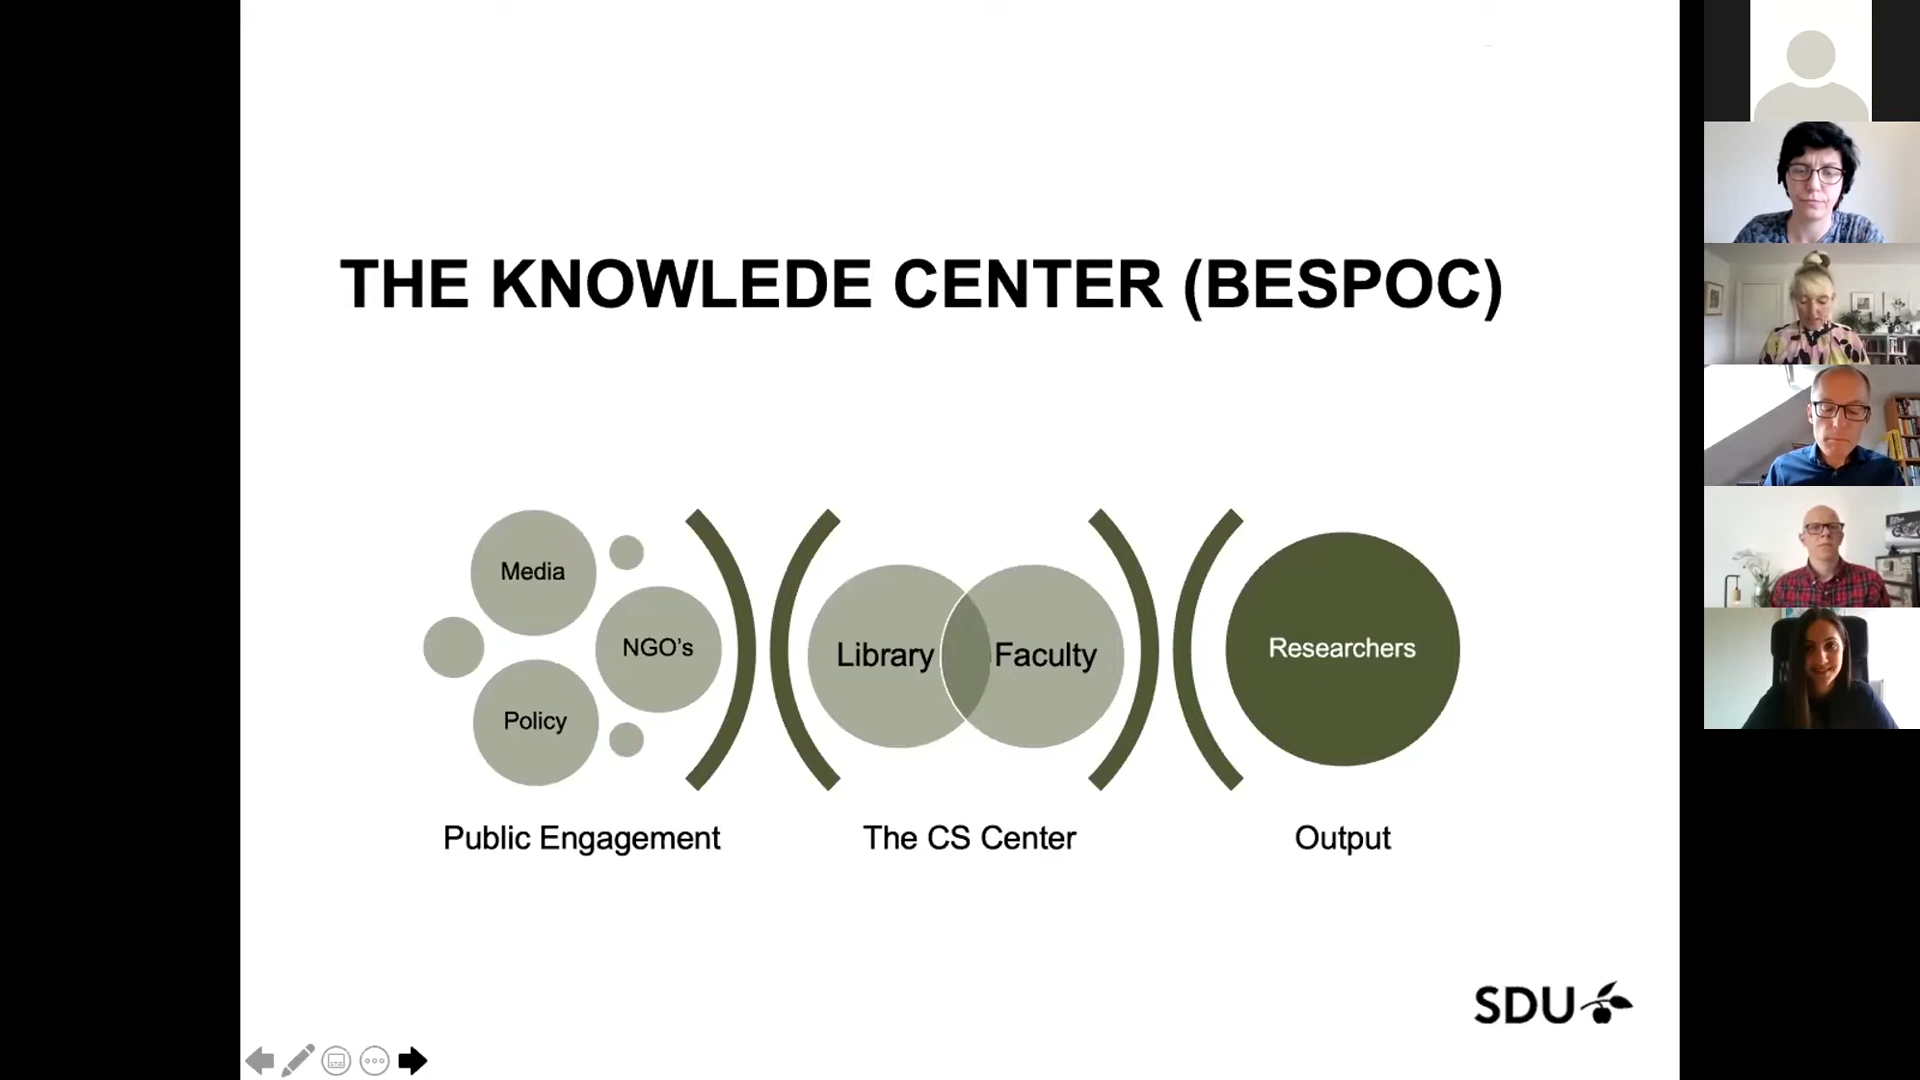 THE KNOWLEDE CENTER (BESPOC)
Media
NGO's
Policy
Library
Faculty
Researchers
Public Engagement
The CS Center
Output
SDU